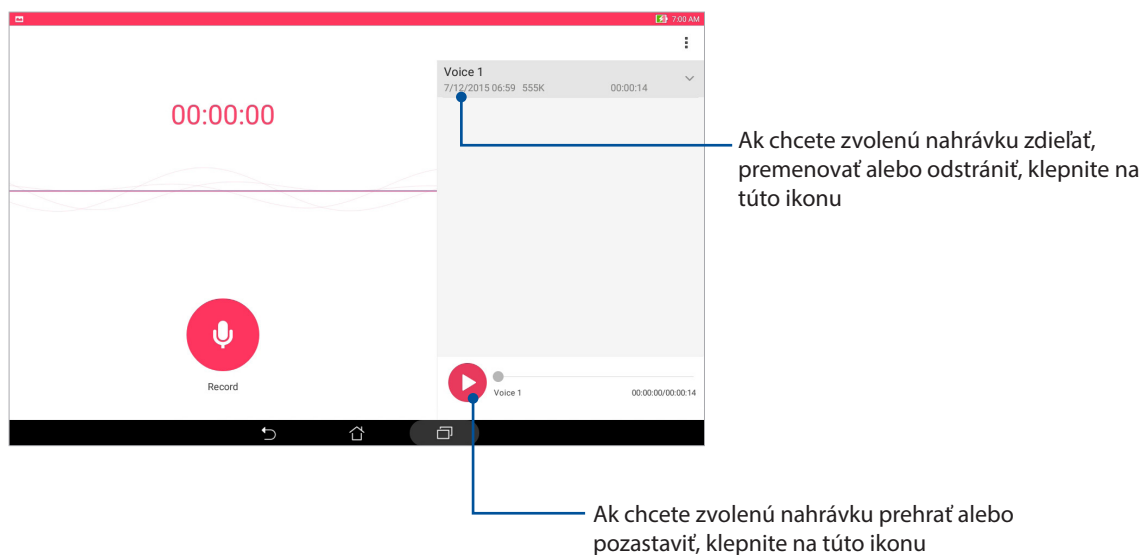 7:00 AM
Voice 1
7/12/2015 06:59 555K 00:00:14
00:00:00
Ak chcete zvolenú nahrávku zdieľať,
premenovať alebo odstrániť, klepnite na
túto ikonu
Record
Voice 1 00:00:00/00:00:14
Ak chcete zvolenú nahrávku prehrať alebo
pozastaviť, klepnite na túto ikonu